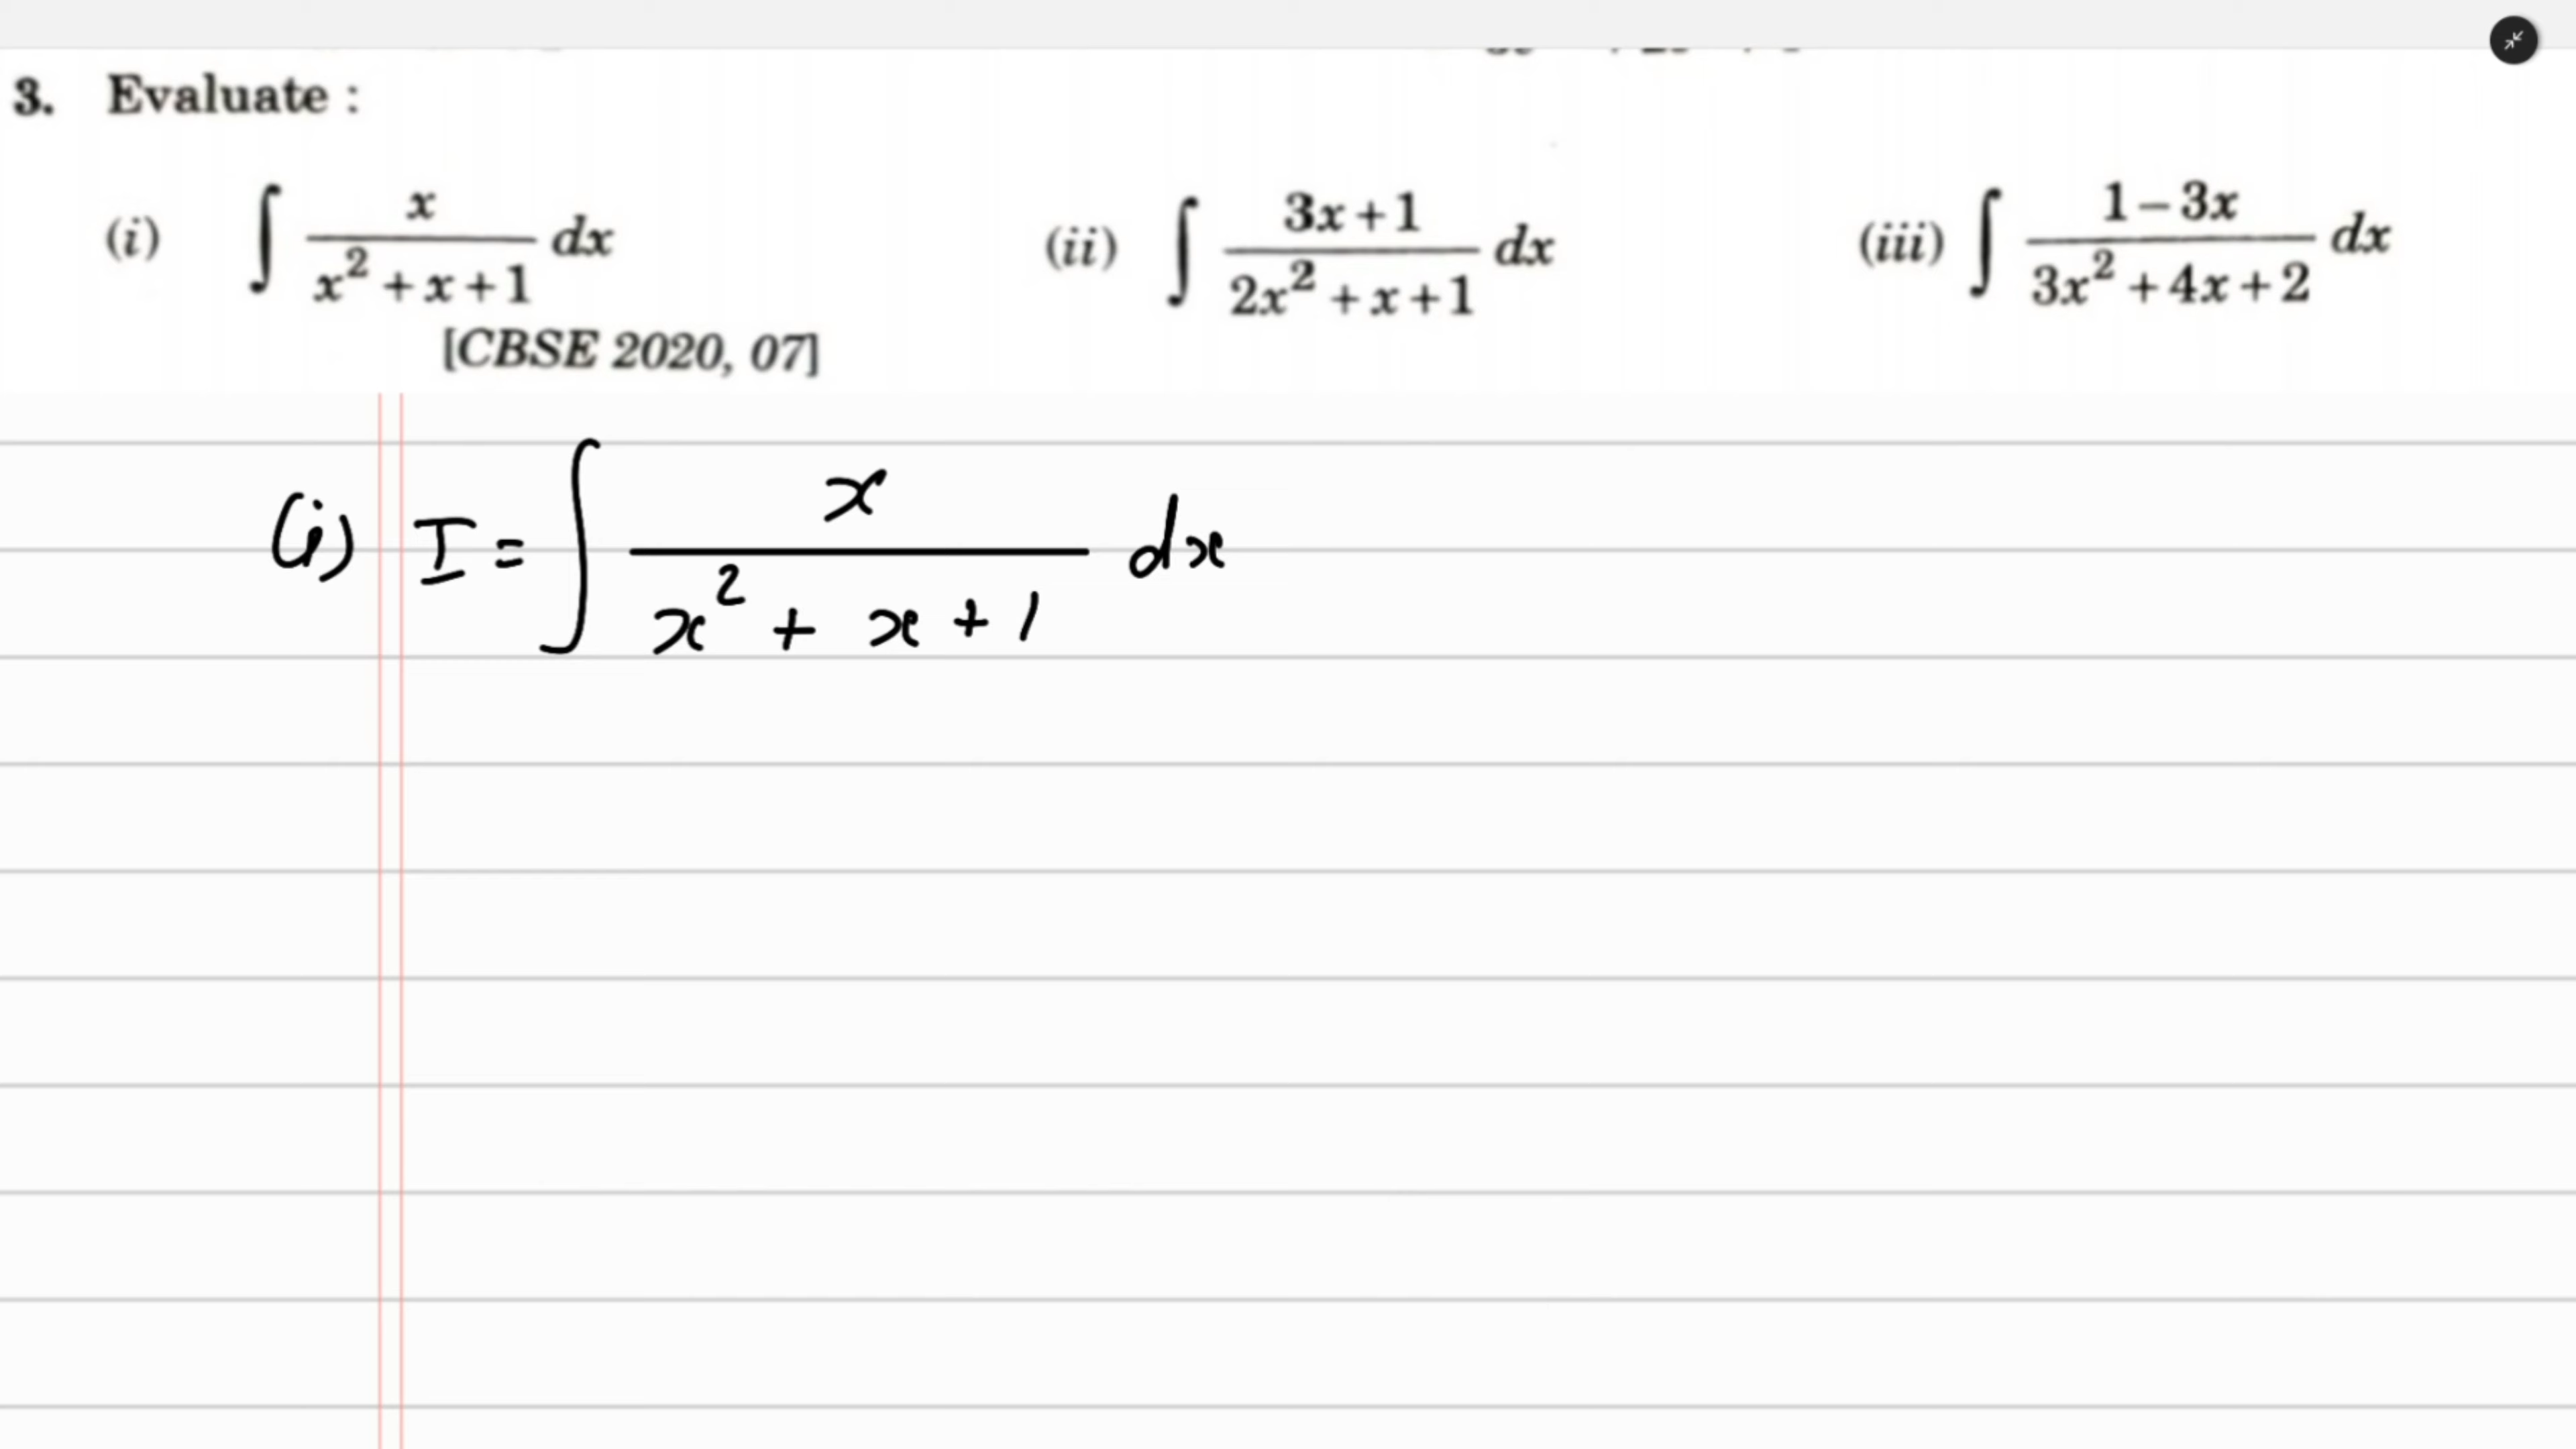 3. Evaluate :
(i) ∫ x / (x² + x + 1) dx (ii) ∫ (3x + 1) / (2x² + x + 1) dx (iii) ∫ (1 – 3x) / (3x² + 4x + 2) dx
[CBSE 2020, 07]
(i) I = ∫ x / (x² + x + 1) dx